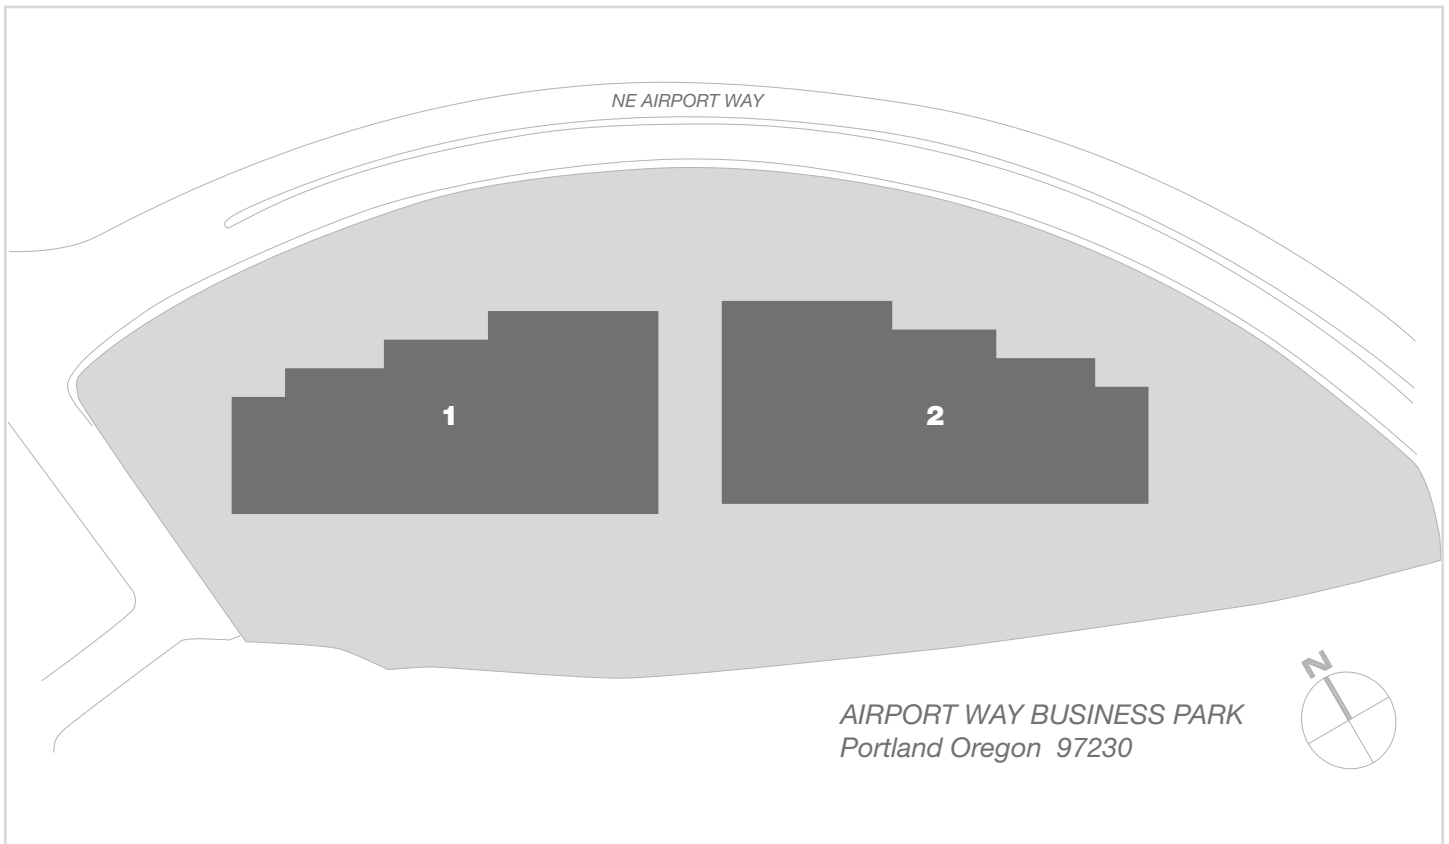 NE AIRPORT WAY
1
2
N
AIRPORT WAY BUSINESS PARK
Portland Oregon 97230